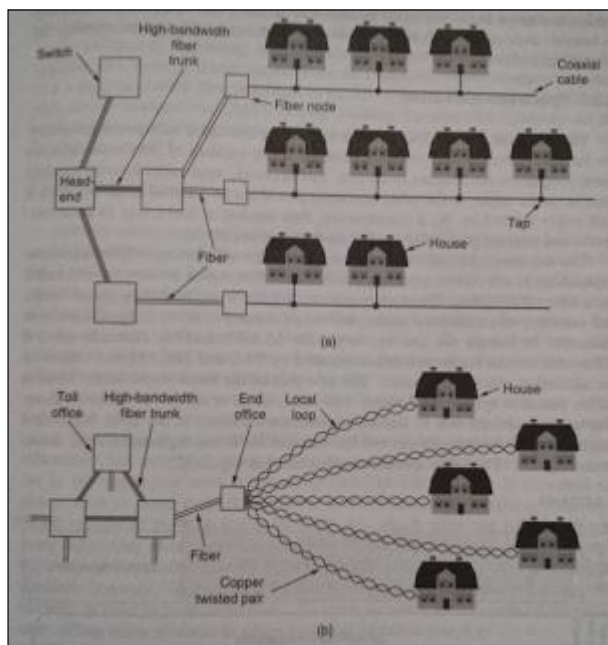 High-bandwidth
fiber
trunk
Switch
Coaxial
cable
Fiber node
Head-
end
Tap
Fiber
House
(a)
Toll
office
High-bandwidth
fiber trunk
End
office
Local
loop
House
Fiber
Copper
twisted pair
(b)